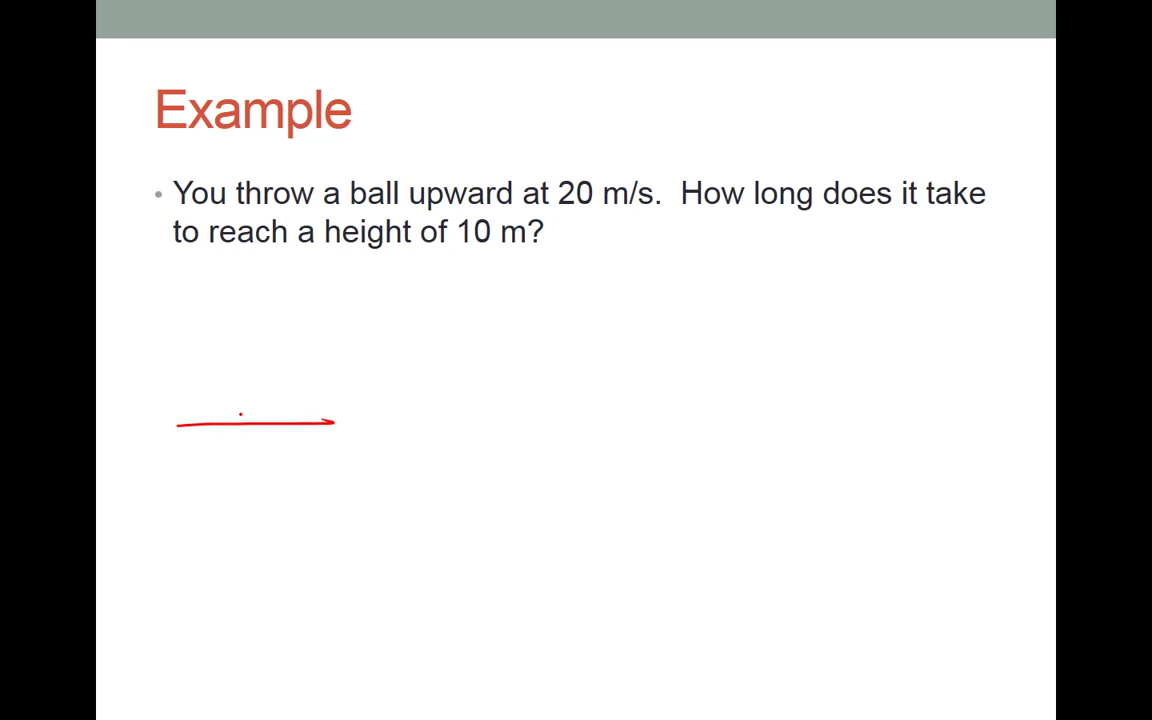 Example
• You throw a ball upward at 20 m/s.  How long does it take
to reach a height of 10 m?